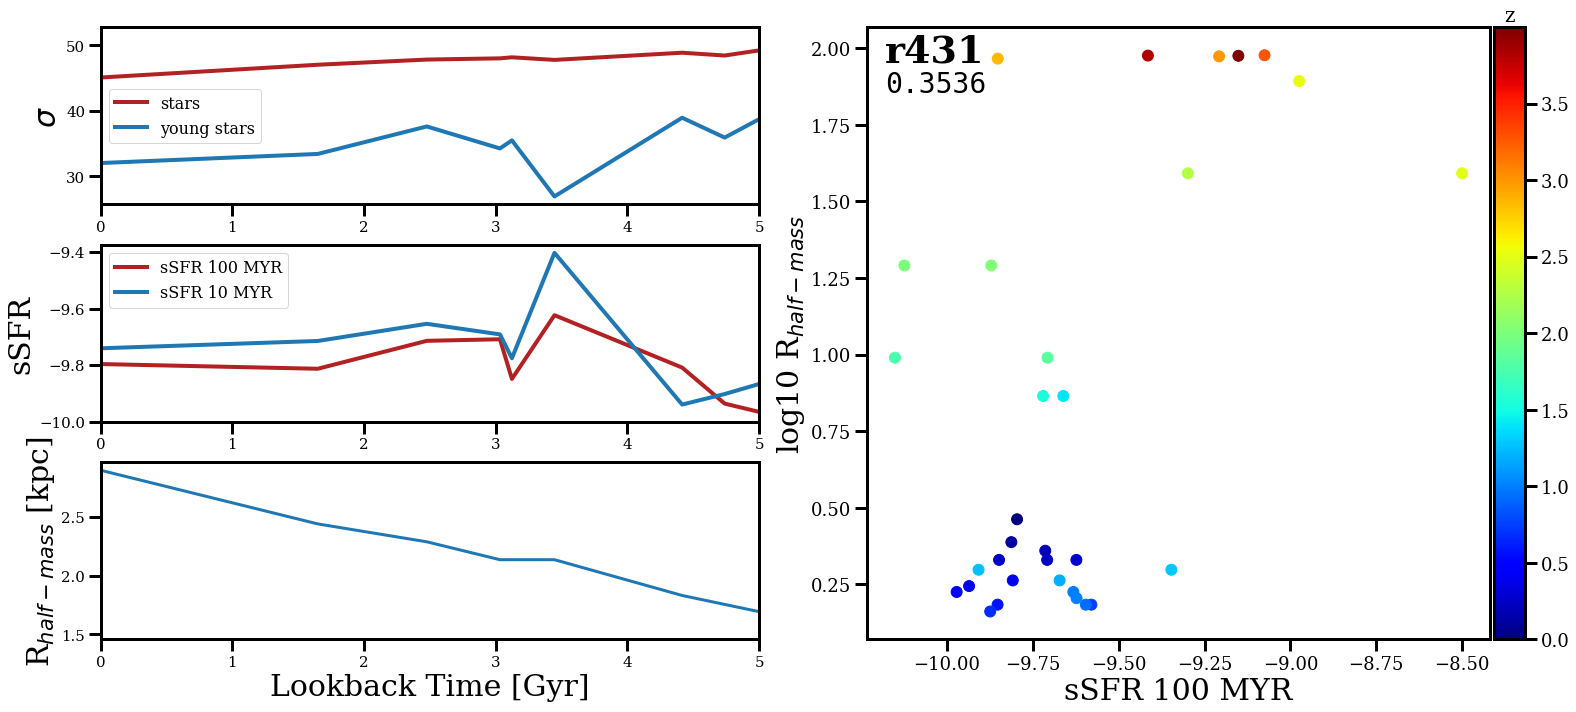 50
40
30
σ
stars
young stars
0 1 2 3 4 5
−9.4
−9.6
−9.8
−10.0
sSFR
sSFR 100 MYR
sSFR 10 MYR
0 1 2 3 4 5
2.5
2.0
1.5
R_{half−mass} [kpc]
0 1 2 3 4 5
Lookback Time [Gyr]
r431
0.3536
2.00
1.75
1.50
1.25
1.00
0.75
0.50
0.25
log10 R_{half−mass}
−10.00 −9.75 −9.50 −9.25 −9.00 −8.75 −8.50
sSFR 100 MYR
z
3.5
3.0
2.5
2.0
1.5
1.0
0.5
0.0